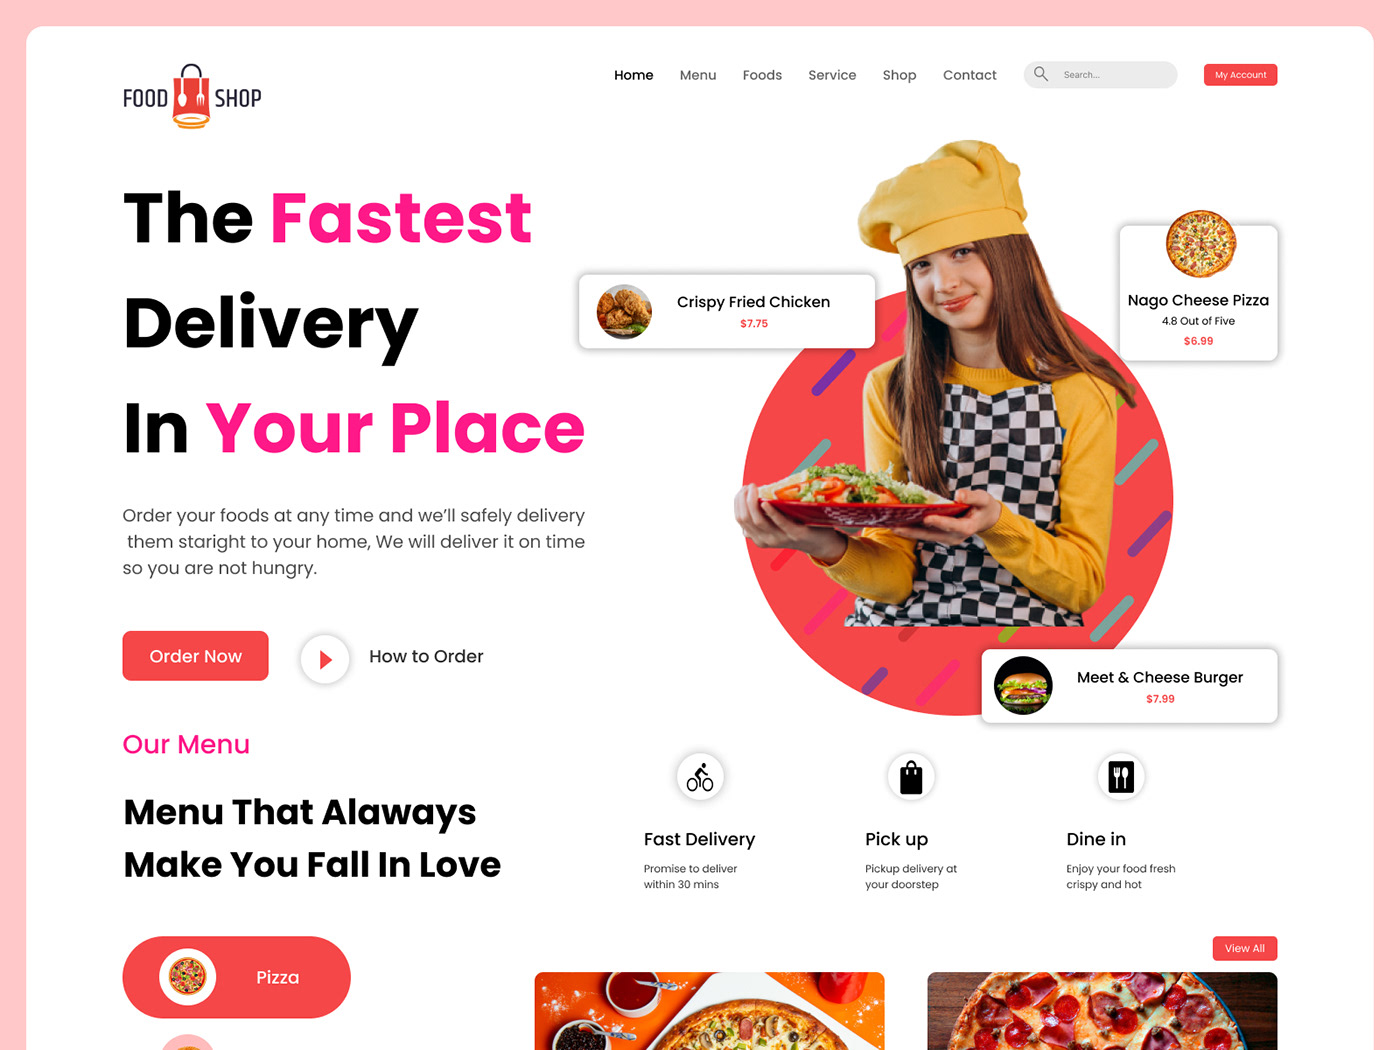 FOOD SHOP
Home Menu Foods Service Shop Contact
Search...
My Account
The Fastest
Delivery
In Your Place
Order your foods at any time and we'll safely delivery
them staright to your home, We will deliver it on time
so you are not hungry.
Order Now
How to Order
Crispy Fried Chicken
$7.75
Nago Cheese Pizza
4.8 Out of Five
$6.99
Meet & Cheese Burger
$7.99
Our Menu
Menu That Alaways
Make You Fall In Love
Fast Delivery
Promise to deliver
within 30 mins
Pick up
Pickup delivery at
your doorstep
Dine in
Enjoy your food fresh
crispy and hot
Pizza
View All